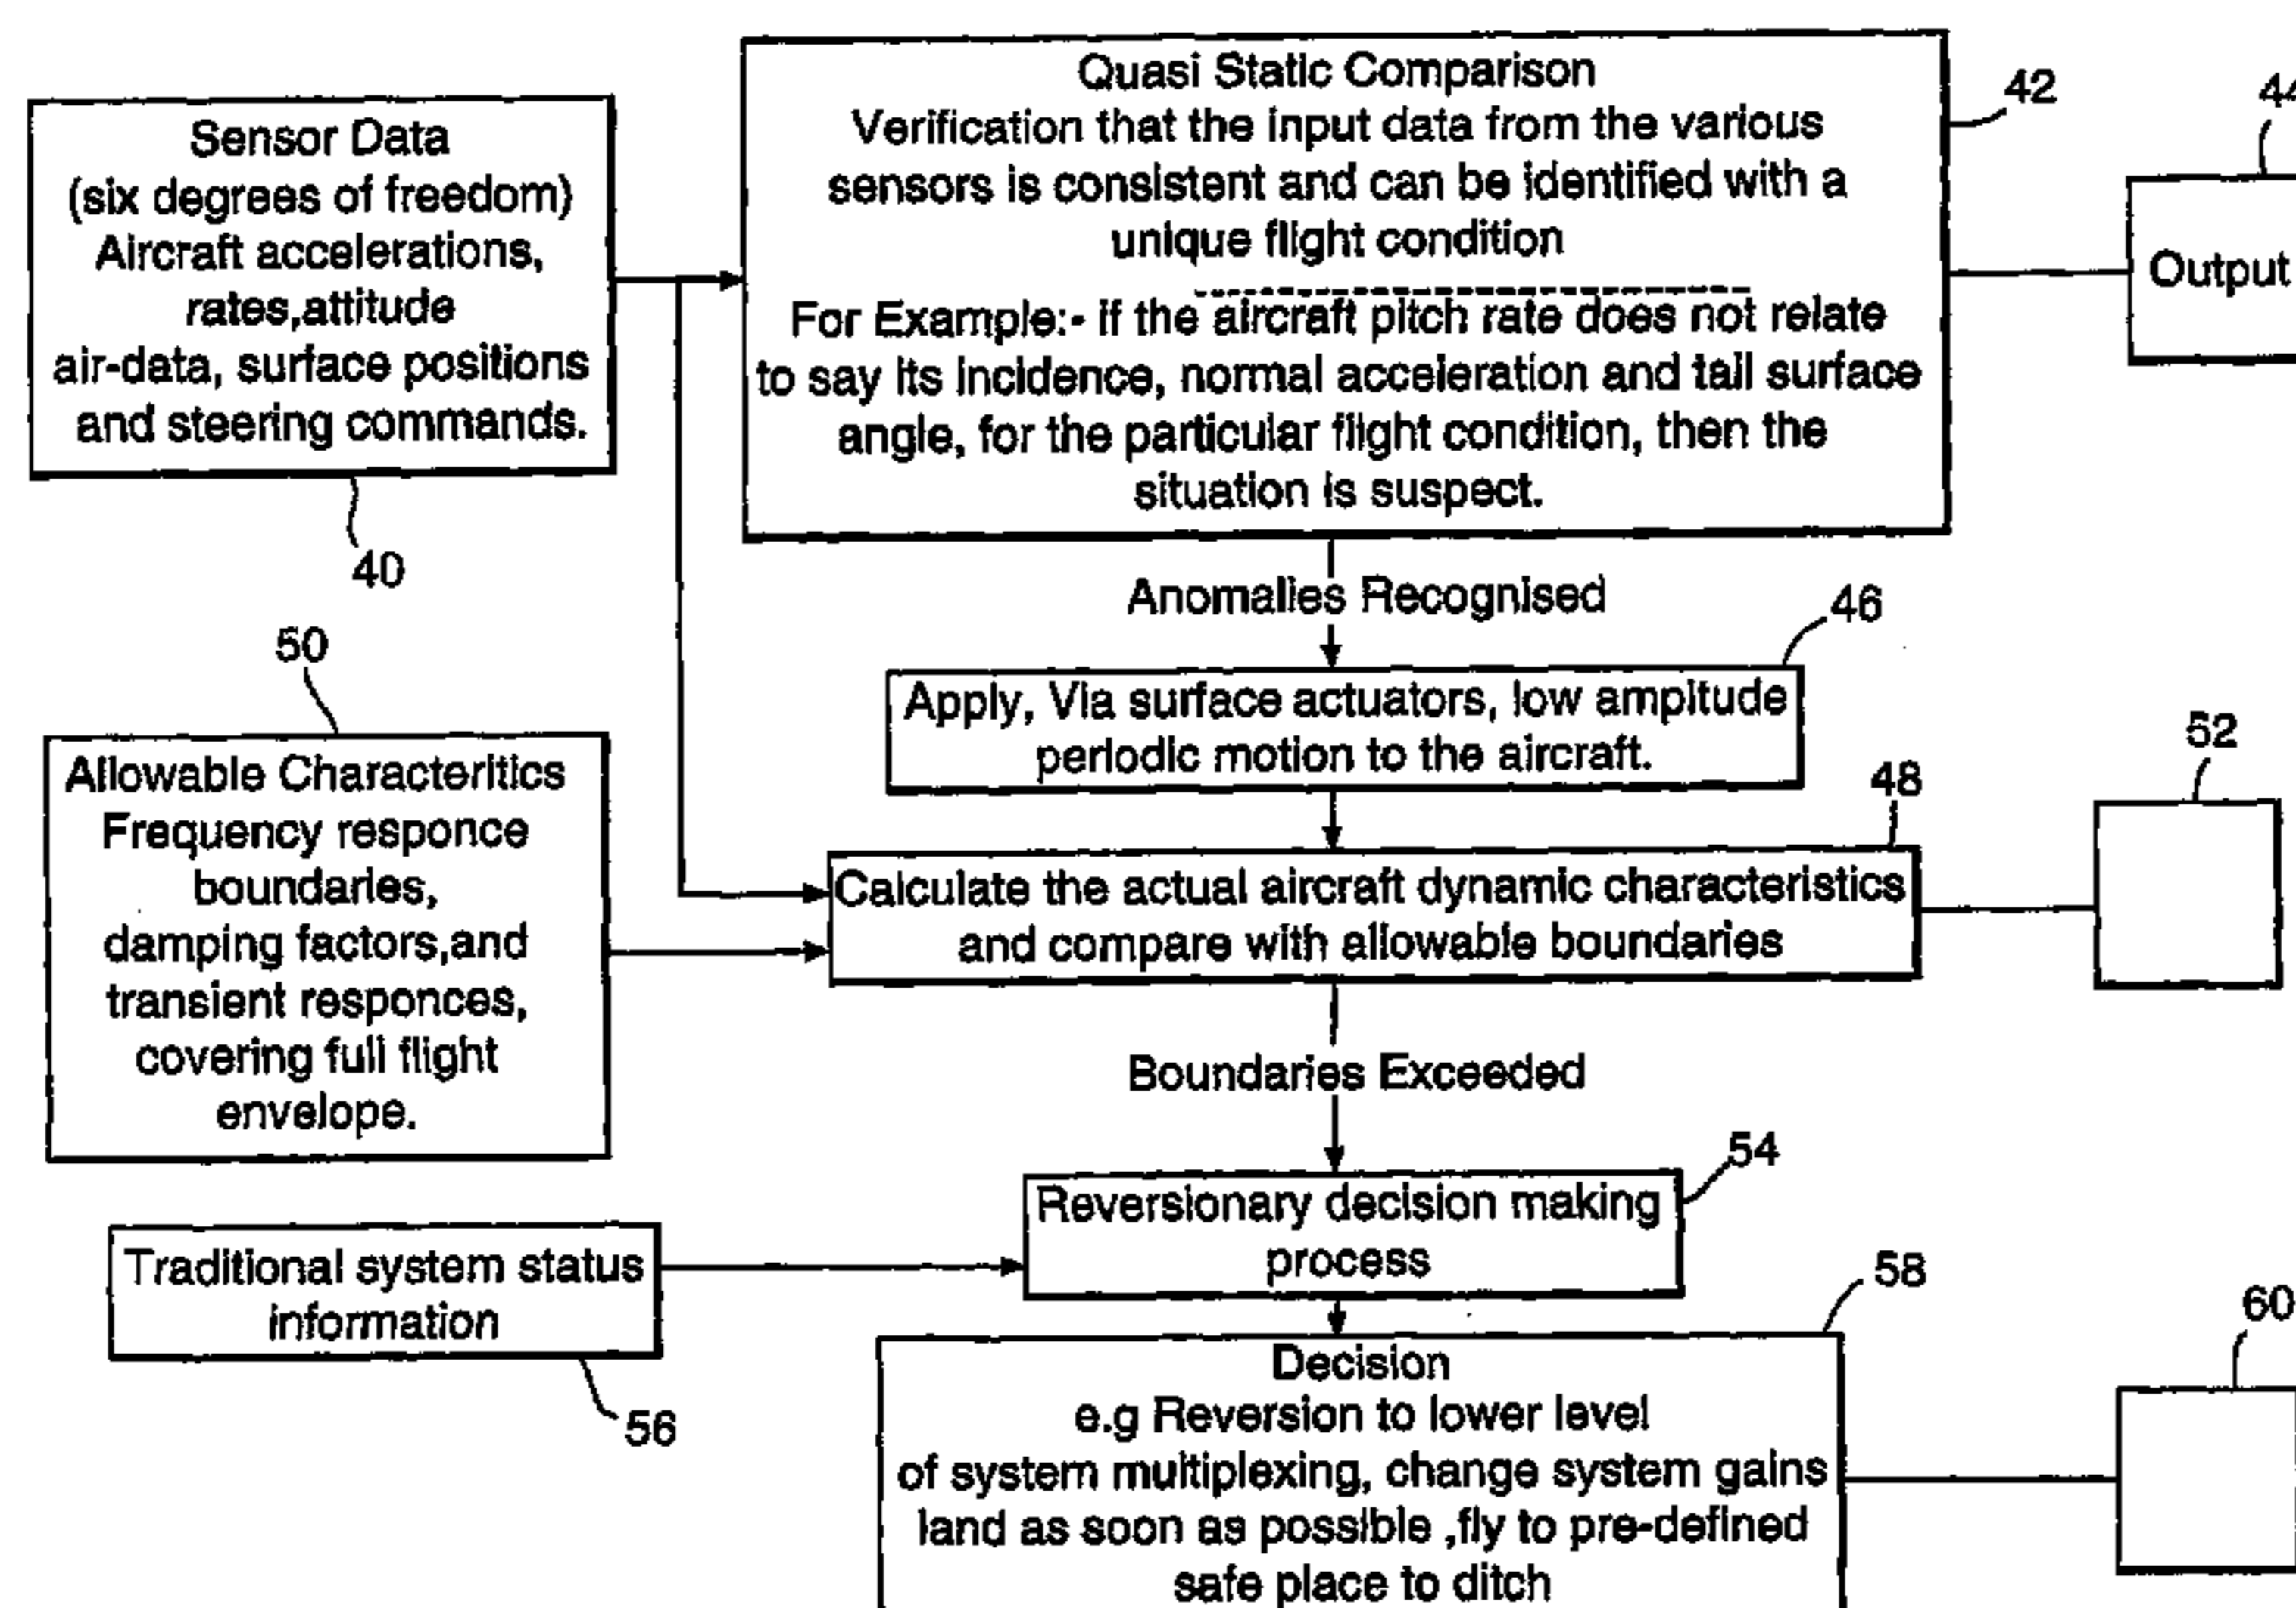 Sensor Data
(six degrees of freedom)
Aircraft accelerations,
rates,attitude
air-data, surface positions
and steering commands.
40
Quasi Static Comparison
Verification that the input data from the various
sensors is consistent and can be identified with a
unique flight condition
For Example:- if the aircraft pitch rate does not relate
to say its incidence, normal acceleration and tail surface
angle, for the particular flight condition, then the
situation is suspect.
42
44
Output
Anomalies Recognised
46
Apply, Via surface actuators, low ampitude
periodic motion to the aircraft.
50
Allowable Characteritics
Frequency responce
boundaries,
damping factors,and
transient responces,
covering full flight
envelope.
48
Calculate the actual aircraft dynamic characteristics
and compare with allowable boundaries
52
Boundaries Exceeded
54
Reversionary decision making
process
Traditional system status
information
56
58
Decision
e.g Reversion to lower level
of system multiplexing, change system gains
land as soon as possible ,fly to pre-defined
safe place to ditch
60